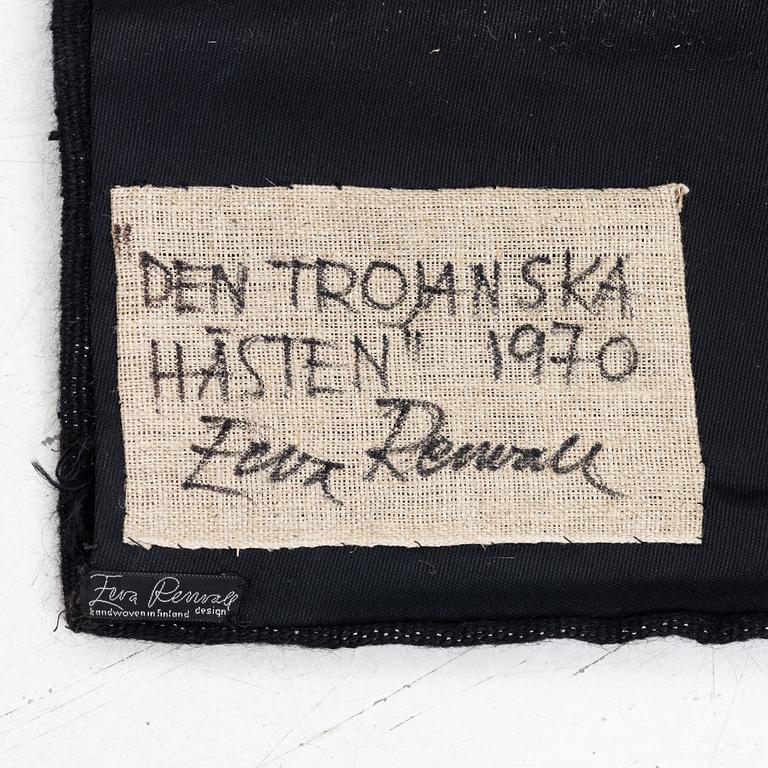 "DEN TROJANSKA
HÄSTEN" 1970
Eeva Renvall
Eeva Renvall
handwoven in finland design